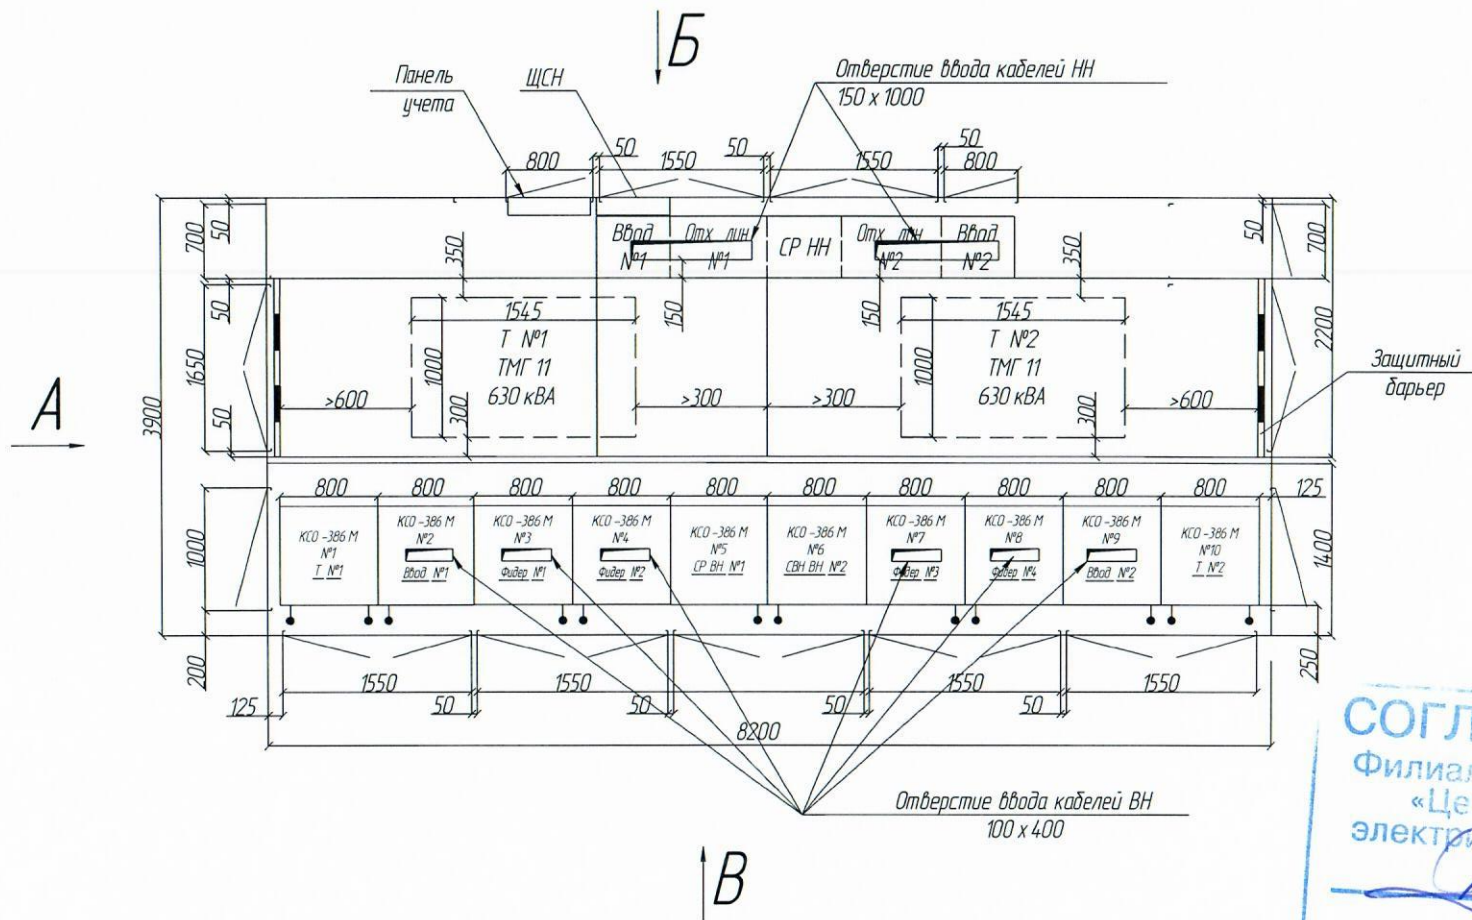 Б
Панель
учета
ЩСН
Отверстие ввода кабелей НН
150 х 1000
800
50
1550
50
1550
50
800
700
50
350
Ввод
№1
Отх. лин.
№1
СР НН
Отх. лин.
№2
Ввод
№2
350
50
700
150
150
А
3900
50
1650
50
1545
1000
Т №1
ТМГ 11
630 кВА
>600
300
>300
>300
1545
1000
Т №2
ТМГ 11
630 кВА
>600
300
2200
Защитный
барьер
800
800
800
800
800
800
800
800
800
800
125
1000
КСО -386 М
№1
Т №1
КСО -386 М
№2
Ввод №1
КСО -386 М
№3
Фидер №1
КСО -386 М
№4
Фидер №2
КСО -386 М
№5
СР ВН №1
КСО -386 М
№6
СВН ВН №2
КСО -386 М
№7
Фидер №3
КСО -386 М
№8
Фидер №4
КСО -386 М
№9
Ввод №2
КСО -386 М
№10
Т №2
1400
200
250
1550
1550
1550
1550
125
50
50
50
50
8200
Отверстие ввода кабелей ВН
100 х 400
В
СОГЛ
Филиал
«Це
электри